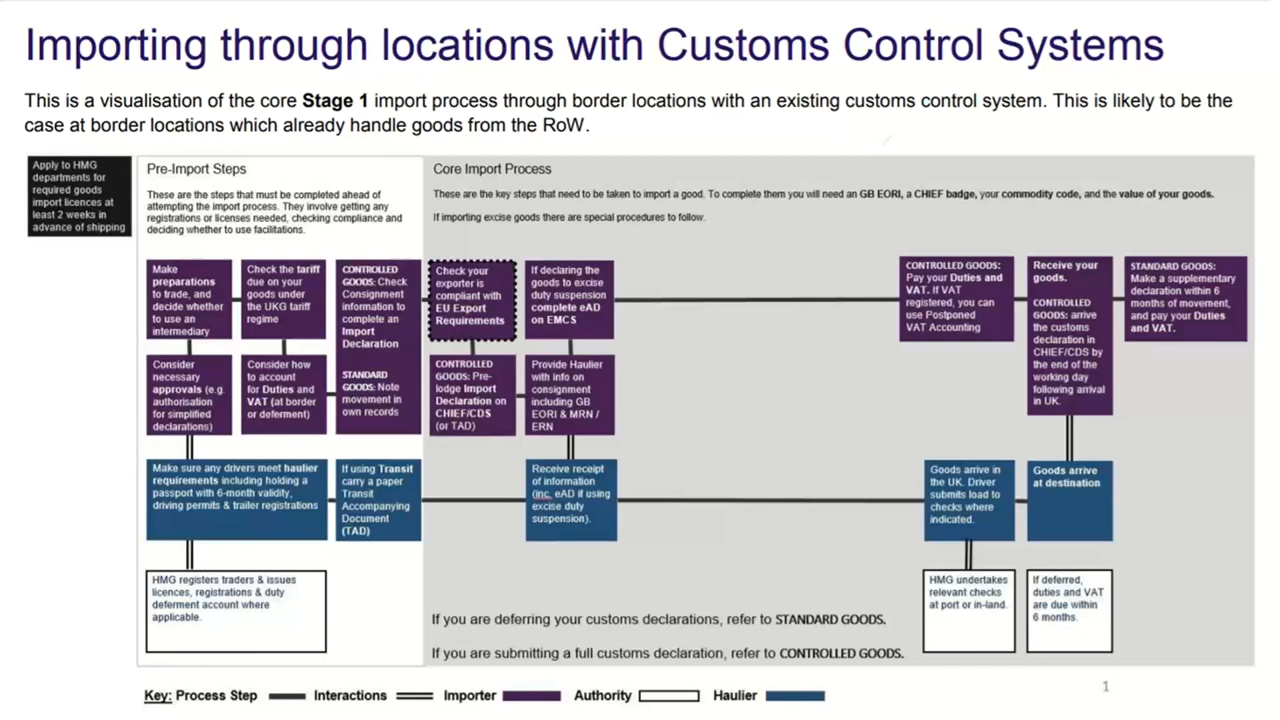 Importing through locations with Customs Control Systems
This is a visualisation of the core Stage 1 import process through border locations with an existing customs control system. This is likely to be the
case at border locations which already handle goods from the RoW.
Apply to HMG
departments for
required goods
import licences at
least 2 weeks in
advance of shipping
Pre-Import Steps
These are the steps that must be completed ahead of
attempting the import process. They involve getting any
registrations or licenses needed, checking compliance and
deciding whether to use facilitations.
Core Import Process
These are the key steps that need to be taken to import a good. To complete them you will need an GB EORI, a CHIEF badge, your commodity code, and the value of your goods.
If importing excise goods there are special procedures to follow.
Make
preparations
to trade, and
decide whether
to use an
intermediary
Check the tariff
due on your
goods under
the UKG tariff
regime
CONTROLLED
GOODS: Check
Consignment
information to
complete an
Import
Declaration
STANDARD
GOODS: Note
movement in
own records
Check your
exporter is
compliant with
EU Export
Requirements
If declaring the
goods to excise
duty suspension
complete eAD
on EMCS
CONTROLLED GOODS:
Pay your Duties and
VAT. If VAT
registered, you can
use Postponed
VAT Accounting
Receive your
goods.
CONTROLLED
GOODS: arrive
the customs
declaration in
CHIEF/CDS by
the end of the
working day
following arrival
in UK.
STANDARD GOODS:
Make a supplementary
declaration within 6
months of movement,
and pay your Duties
and VAT.
Consider
necessary
approvals (e.g.
authorisation
for simplified
declarations)
Consider how
to account
for Duties and
VAT (at border
or deferment)
CONTROLLED
GOODS: Pre-
lodge Import
Declaration on
CHIEF/CDS
(or TAD)
Provide Haulier
with info on
consignment
including GB
EORI & MRN /
ERN
Make sure any drivers meet haulier
requirements including holding a
passport with 6-month validity,
driving permits & trailer registrations
If using Transit
carry a paper
Transit
Accompanying
Document
(TAD)
Receive receipt
of information
(inc. eAD if using
excise duty
suspension).
Goods arrive in
the UK. Driver
submits load to
checks where
indicated.
Goods arrive
at destination
HMG registers traders & issues
licences, registrations & duty
deferment account where
applicable.
HMG undertakes
relevant checks
at port or in-land.
If deferred,
duties and VAT
are due within
6 months.
If you are deferring your customs declarations, refer to STANDARD GOODS.
If you are submitting a full customs declaration, refer to CONTROLLED GOODS.
Key: Process Step Interactions Importer Authority Haulier
1